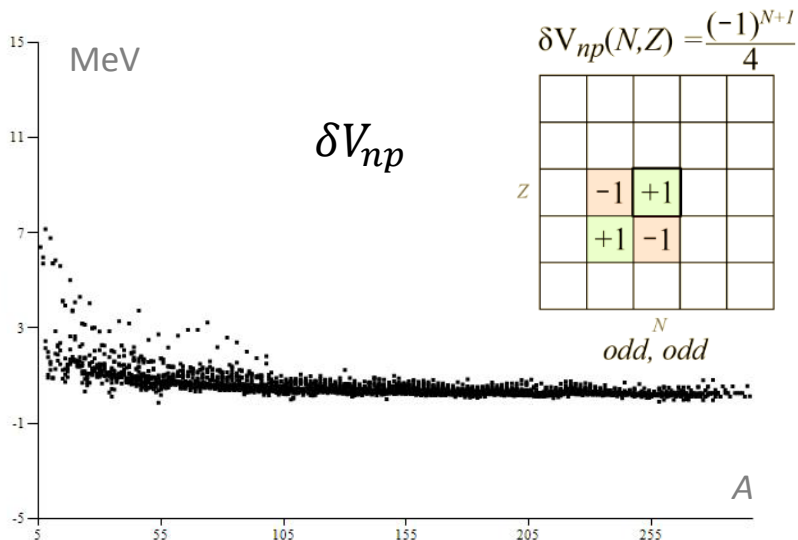 15
MeV
11
7
3
-1
-5
5
55
105
155
205
255
A
δV_np
δV_np(N,Z) = (-1)^{N+1}/4
Z
-1 +1
+1 -1
N
odd, odd